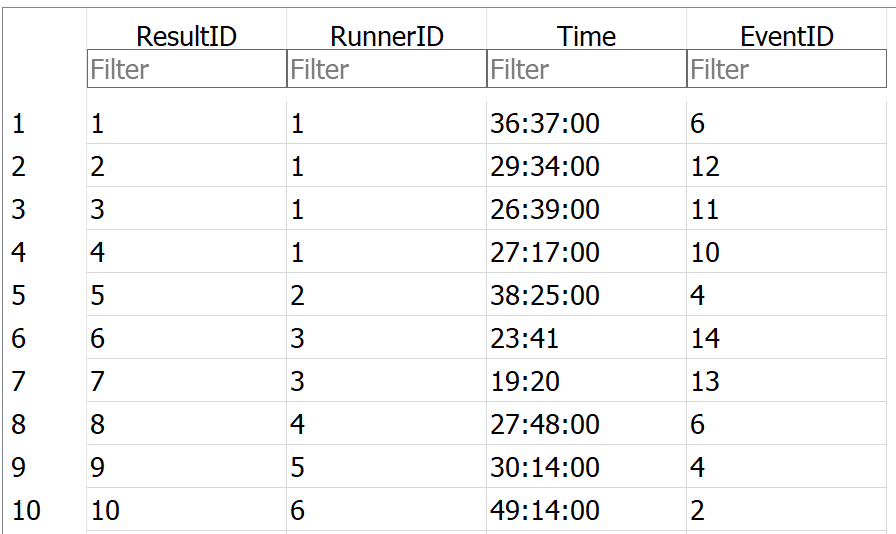 ResultID RunnerID Time EventID
Filter Filter Filter Filter
1 1 1 36:37:00 6
2 2 1 29:34:00 12
3 3 1 26:39:00 11
4 4 1 27:17:00 10
5 5 2 38:25:00 4
6 6 3 23:41 14
7 7 3 19:20 13
8 8 4 27:48:00 6
9 9 5 30:14:00 4
10 10 6 49:14:00 2